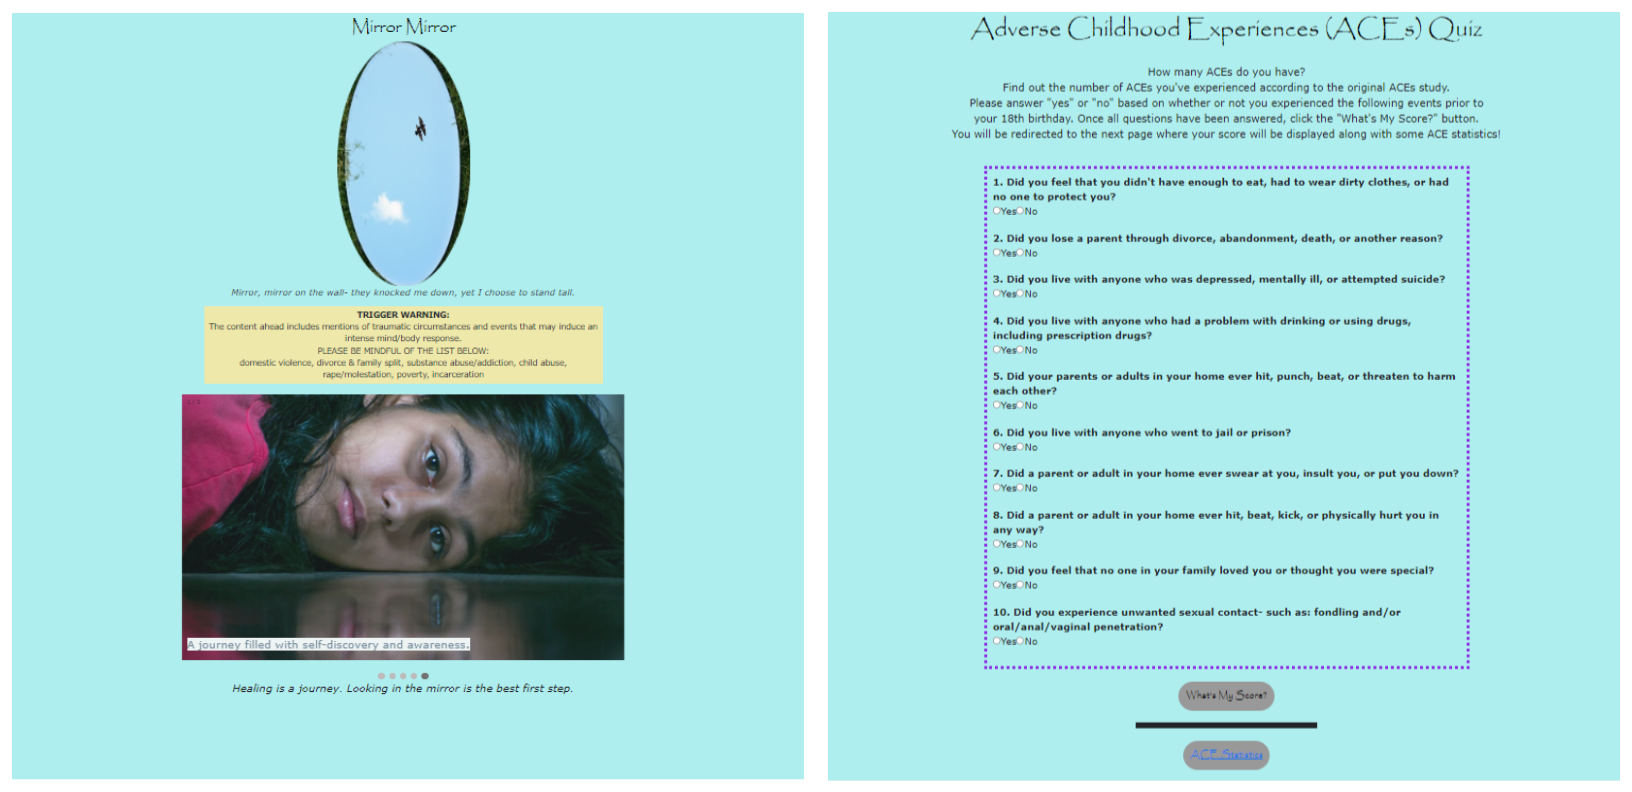 Mirror Mirror
Mirror, mirror on the wall- they knocked me down, yet I choose to stand tall.
TRIGGER WARNING:
The content ahead includes mentions of traumatic circumstances and events that may induce an
intense mind/body response.
PLEASE BE MINDFUL OF THE LIST BELOW:
domestic violence, divorce & family split, substance abuse/addiction, child abuse,
rape/molestation, poverty, incarceration
A journey filled with self-discovery and awareness.
Healing is a journey. Looking in the mirror is the best first step.
Adverse Childhood Experiences (ACEs) Quiz
How many ACEs do you have?
Find out the number of ACEs you've experienced according to the original ACEs study.
Please answer "yes" or "no" based on whether or not you experienced the following events prior to
your 18th birthday. Once all questions have been answered, click the "What's My Score?" button.
You will be redirected to the next page where your score will be displayed along with some ACE statistics!
1. Did you feel that you didn't have enough to eat, had to wear dirty clothes, or had
no one to protect you?
Yes No
2. Did you lose a parent through divorce, abandonment, death, or another reason?
Yes No
3. Did you live with anyone who was depressed, mentally ill, or attempted suicide?
Yes No
4. Did you live with anyone who had a problem with drinking or using drugs,
including prescription drugs?
Yes No
5. Did your parents or adults in your home ever hit, punch, beat, or threaten to harm
each other?
Yes No
6. Did you live with anyone who went to jail or prison?
Yes No
7. Did a parent or adult in your home ever swear at you, insult you, or put you down?
Yes No
8. Did a parent or adult in your home ever hit, beat, kick, or physically hurt you in
any way?
Yes No
9. Did you feel that no one in your family loved you or thought you were special?
Yes No
10. Did you experience unwanted sexual contact- such as: fondling and/or
oral/anal/vaginal penetration?
Yes No
What's My Score?
ACE Statistics